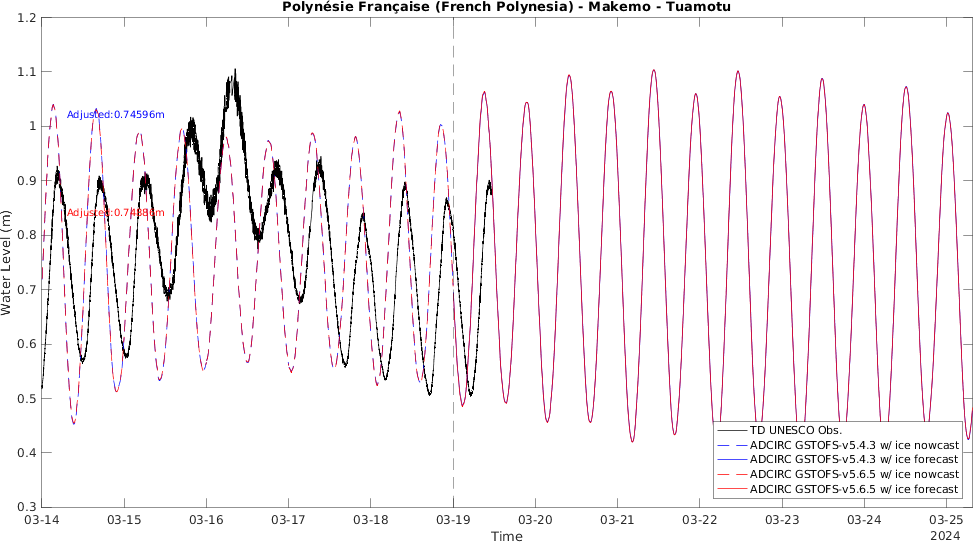 Polynésie Française (French Polynesia) - Makemo - Tuamotu
Water Level (m)
1.2
1.1
1
0.9
0.8
0.7
0.6
0.5
0.4
0.3
Adjusted:0.74596m
Adjusted:0.74886m
TD UNESCO Obs.
ADCIRC GSTOFS-v5.4.3 w/ ice nowcast
ADCIRC GSTOFS-v5.4.3 w/ ice forecast
ADCIRC GSTOFS-v5.6.5 w/ ice nowcast
ADCIRC GSTOFS-v5.6.5 w/ ice forecast
03-14 03-15 03-16 03-17 03-18 03-19 03-20 03-21 03-22 03-23 03-24 03-25
Time
2024